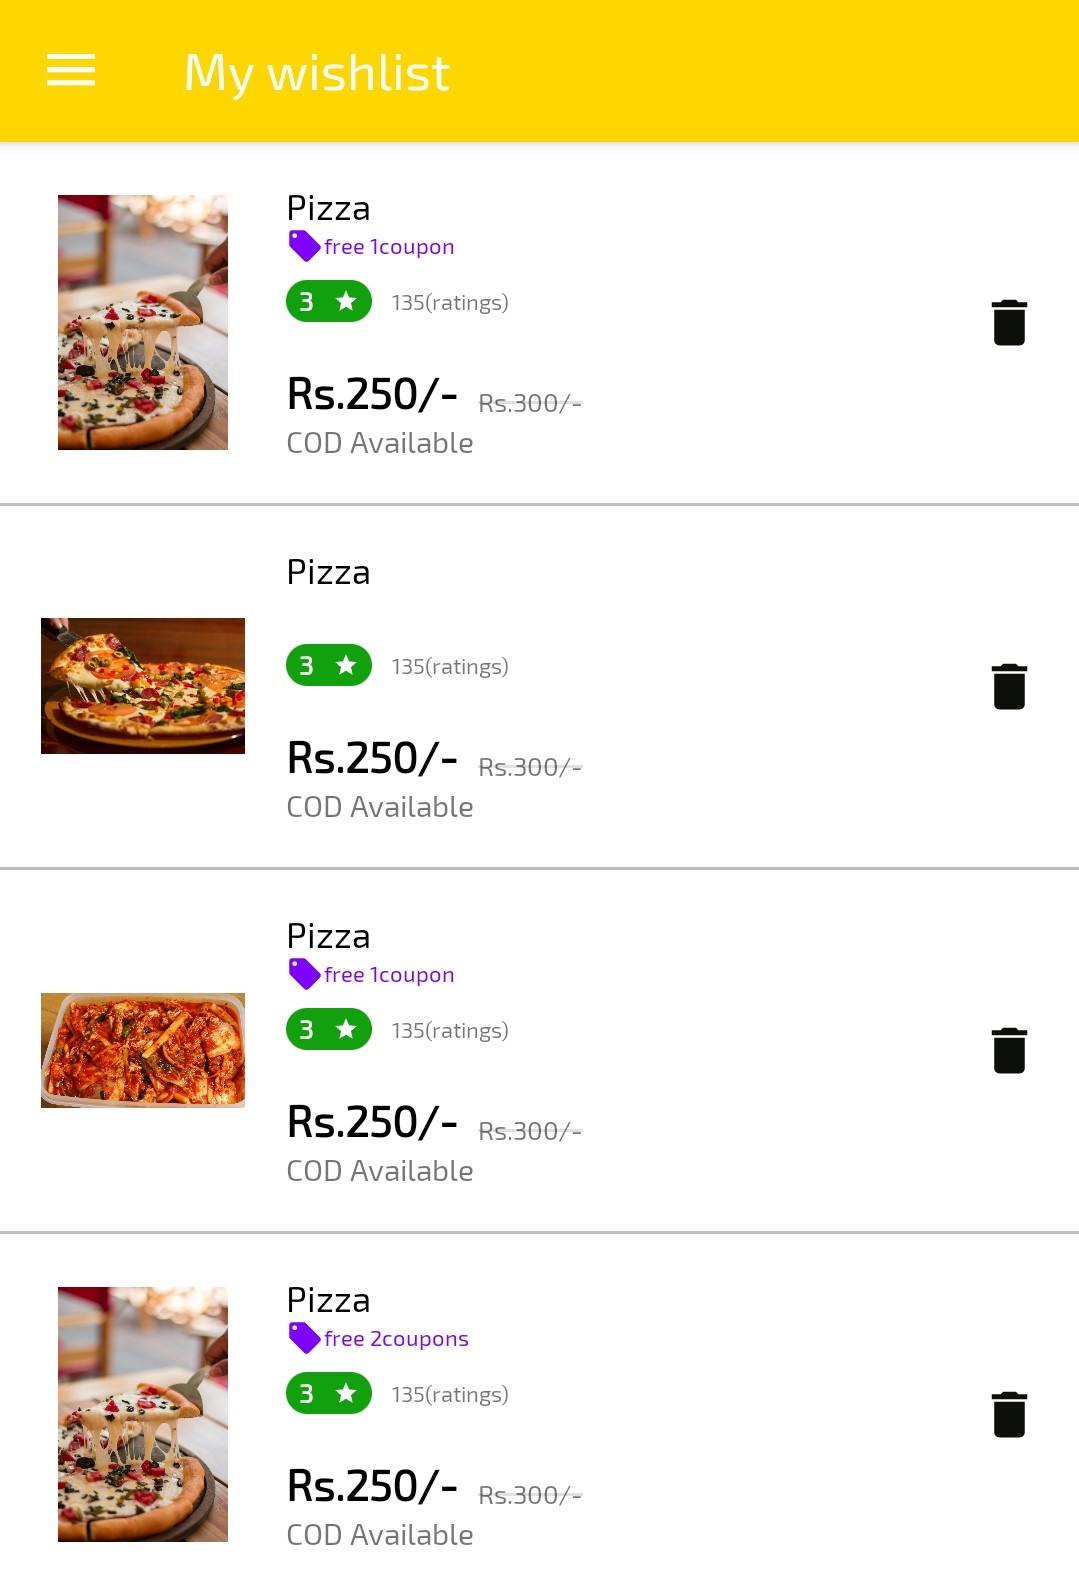 My wishlist
Pizza
free 1coupon
3 ★ 135(ratings)
Rs.250/- Rs.300/-
COD Available
Pizza
3 ★ 135(ratings)
Rs.250/- Rs.300/-
COD Available
Pizza
free 1coupon
3 ★ 135(ratings)
Rs.250/- Rs.300/-
COD Available
Pizza
free 2coupons
3 ★ 135(ratings)
Rs.250/- Rs.300/-
COD Available